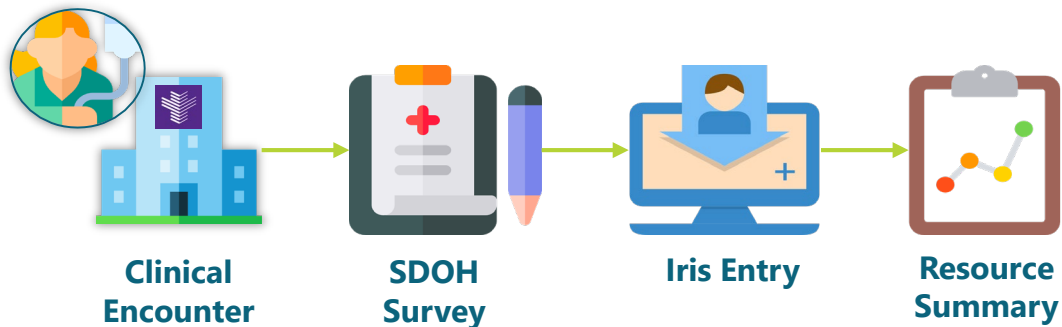 Clinical
Encounter
SDOH
Survey
Iris Entry
Resource
Summary